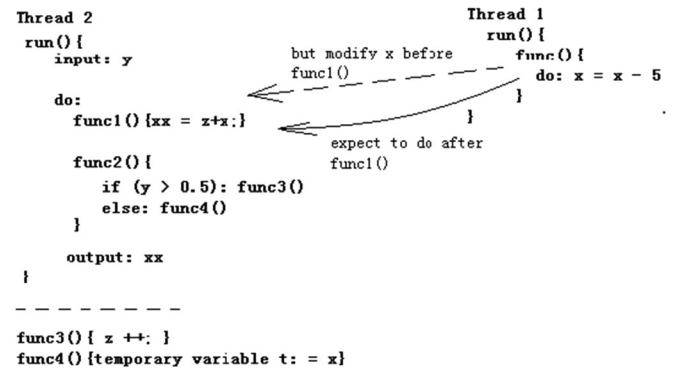 Thread 2
run(){
input: y
do:
func1(){xx = z+x;}
func2(){
if (y > 0.5): func3()
else: func4()
}
output: xx
}
but modify x before
func1()
expect to do after
func1()
Thread 1
run(){
func(){
do: x = x - 5
}
}
func3(){ z ++; }
func4(){temporary variable t: = x}